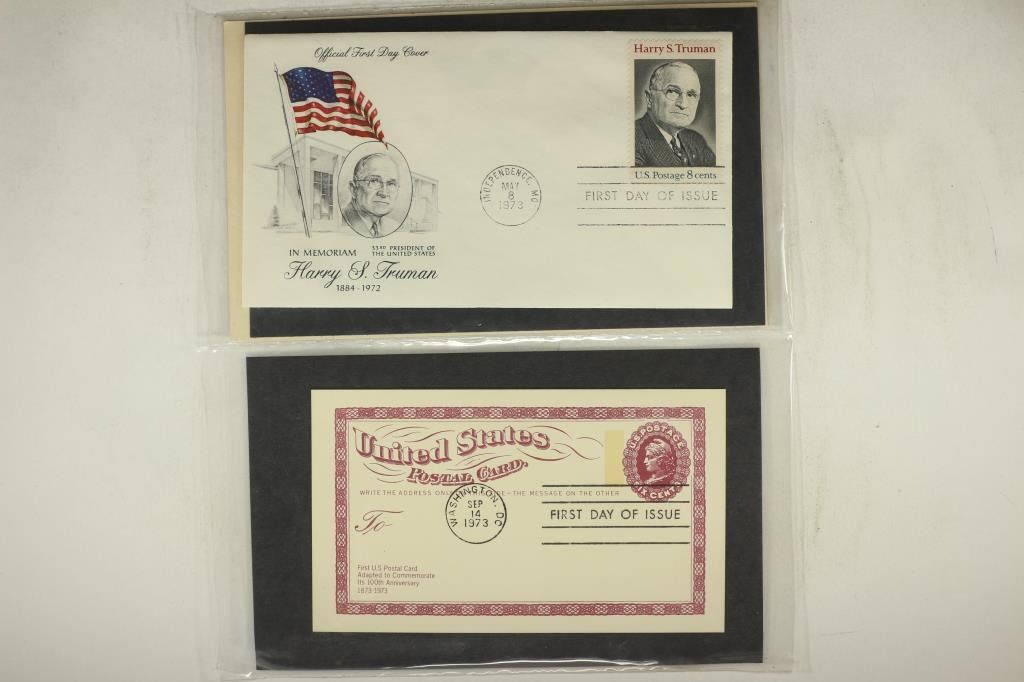 Official First Day Cover
Harry S. Truman
U.S. Postage 8 cents
INDEPENDENCE, MO
MAY
8
1973
FIRST DAY OF ISSUE
IN MEMORIAM
33RD PRESIDENT OF
THE UNITED STATES
Harry S. Truman
1884 - 1972
United States
POSTAL CARD.
U.S. POSTAGE
CENT
WRITE THE ADDRESS ON THE MESSAGE ON THE OTHER
WASHINGTON, DC
SEP
14
1973
FIRST DAY OF ISSUE
To
First U.S. Postal Card
Adapted to Commemorate
Its 100th Anniversary
1873-1973